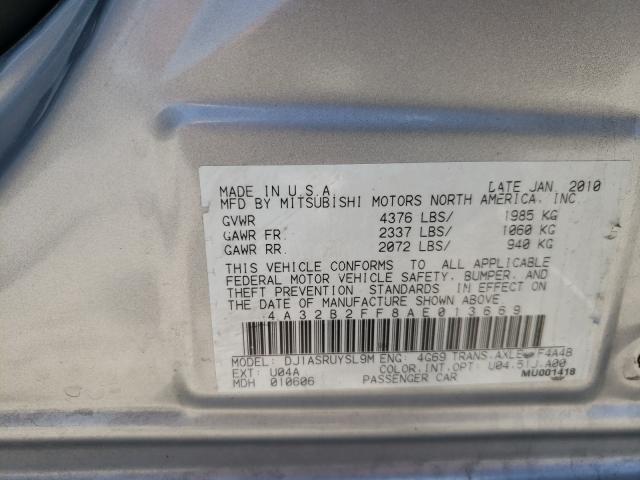 MADE IN U.S.A. DATE JAN. 2010
MFD BY MITSUBISHI MOTORS NORTH AMERICA, INC.
GVWR 4376 LBS/ 1985 KG
GAWR FR. 2337 LBS/ 1060 KG
GAWR RR. 2072 LBS/ 940 KG
THIS VEHICLE CONFORMS TO ALL APPLICABLE
FEDERAL MOTOR VEHICLE SAFETY, BUMPER, AND
THEFT PREVENTION STANDARDS IN EFFECT ON
THE DATE OF MANUFACTURE SHOWN ABOVE
4A32B2FF8AE013669
MODEL: DJ1ASRUYSL9M ENG: 4G69 TRANS.AXLE: F4A4B
EXT: U04A COLOR.INT.OPT: U04.51J.A00
MDH 010606 PASSENGER CAR MU001418